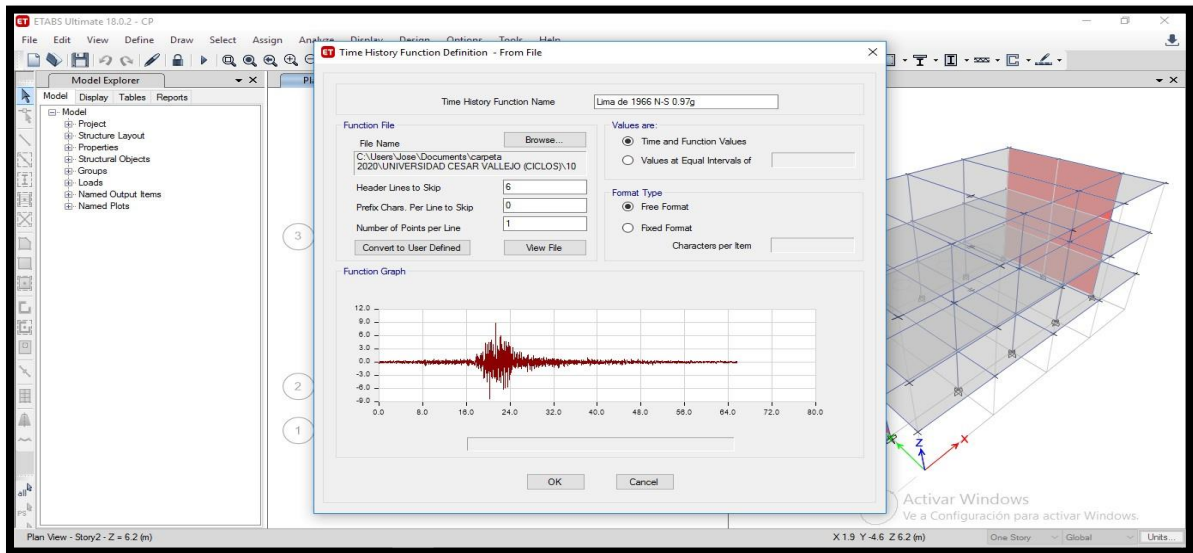 ETABS Ultimate 18.0.2 - CP
File Edit View Define Draw Select Assign Analyze Display Design Options Tools Help
Model Explorer
Model Display Tables Reports
Model
Project
Structure Layout
Properties
Structural Objects
Groups
Loads
Named Output Items
Named Plots
Time History Function Definition - From File
Time History Function Name Lima de 1966 N-S 0.97g
Function File
File Name Browse...
C:\Users\Jose\Documents\carpeta
2020\UNIVERSIDAD CESAR VALLEJO (CICLOS)\10
Header Lines to Skip 6
Prefix Chars. Per Line to Skip 0
Number of Points per Line 1
Convert to User Defined View File
Values are:
Time and Function Values
Values at Equal Intervals of
Format Type
Free Format
Fixed Format
Characters per Item
Function Graph
12.0
9.0
6.0
3.0
0.0
-3.0
-6.0
-9.0
0.0 8.0 16.0 24.0 32.0 40.0 48.0 56.0 64.0 72.0 80.0
OK Cancel
3
2
1
Z
X
all
PS
Activar Windows
Ve a Configuración para activar Windows.
Plan View - Story2 - Z = 6.2 (m) X 1.9 Y -4.6 Z 6.2 (m) One Story Global Units...